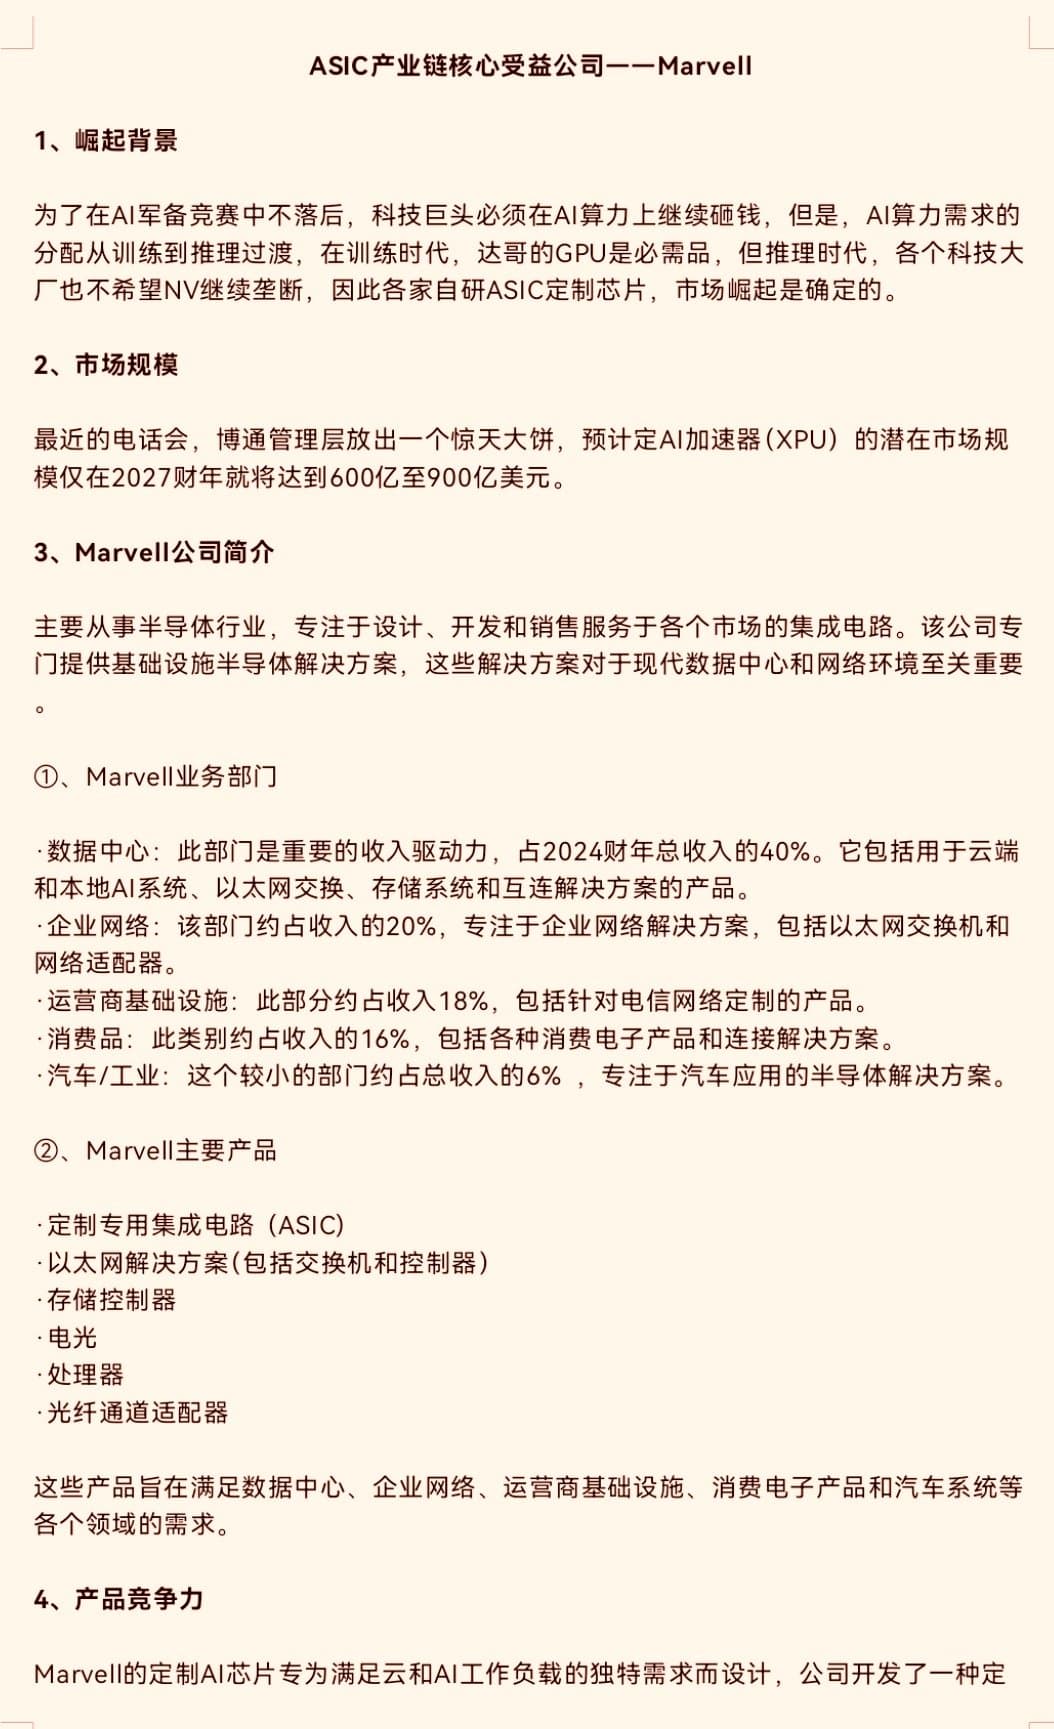 ASIC产业链核心受益公司——Marvell
1、崛起背景
为了在AI军备竞赛中不落后，科技巨头必须在AI算力上继续砸钱，但是，AI算力需求的
分配从训练到推理过渡，在训练时代，达哥的GPU是必需品，但推理时代，各个科技大
厂也不希望NV继续垄断，因此各家自研ASIC定制芯片，市场崛起是确定的。
2、市场规模
最近的电话会，博通管理层放出一个惊天大饼，预计定AI加速器(XPU）的潜在市场规
模仅在2027财年就将达到600亿至900亿美元。
3、Marvell公司简介
主要从事半导体行业，专注于设计、开发和销售服务于各个市场的集成电路。该公司专
门提供基础设施半导体解决方案，这些解决方案对于现代数据中心和网络环境至关重要
。
①、Marvell业务部门
·数据中心：此部门是重要的收入驱动力，占2024财年总收入的40%。它包括用于云端
和本地AI系统、以太网交换、存储系统和互连解决方案的产品。
·企业网络：该部门约占收入的20%，专注于企业网络解决方案，包括以太网交换机和
网络适配器。
·运营商基础设施：此部分约占收入18%，包括针对电信网络定制的产品。
·消费品：此类别约占收入的16%，包括各种消费电子产品和连接解决方案。
·汽车/工业：这个较小的部门约占总收入的6% ，专注于汽车应用的半导体解决方案。
②、Marvell主要产品
·定制专用集成电路 (ASIC)
·以太网解决方案(包括交换机和控制器)
·存储控制器
·电光
·处理器
·光纤通道适配器
这些产品旨在满足数据中心、企业网络、运营商基础设施、消费电子产品和汽车系统等
各个领域的需求。
4、产品竞争力
Marvell的定制AI芯片专为满足云和AI工作负载的独特需求而设计，公司开发了一种定